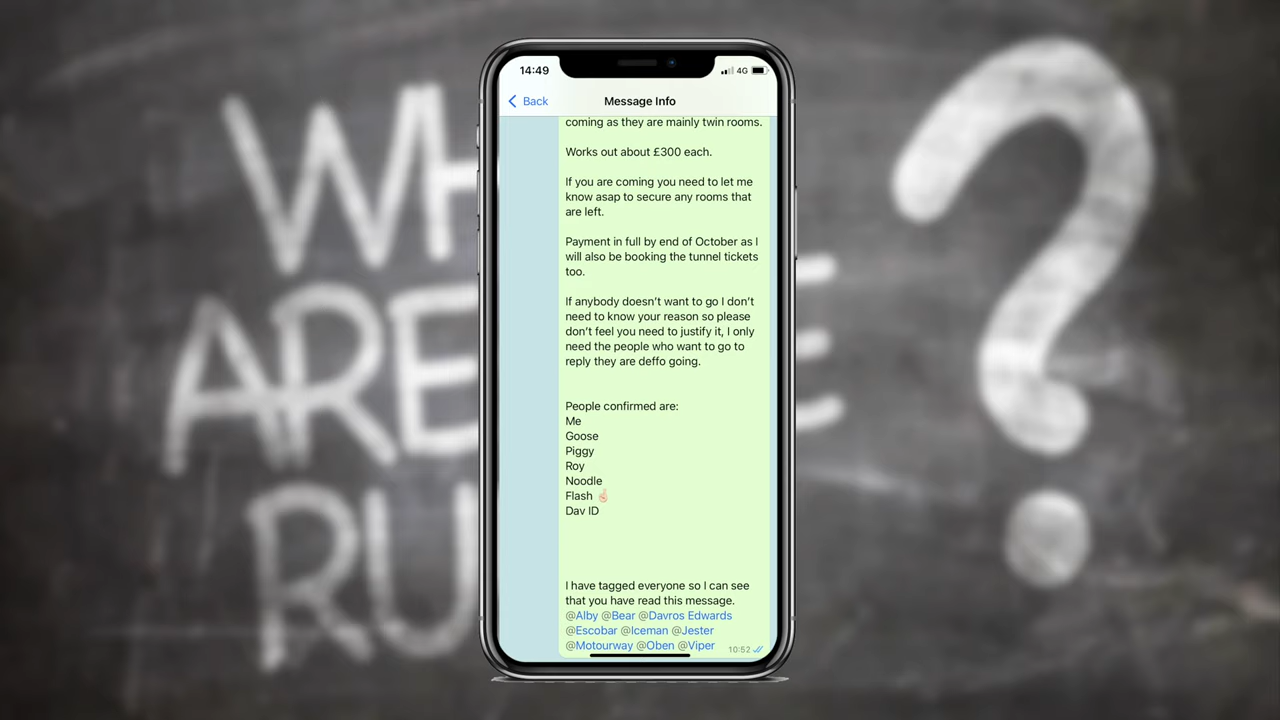 WH
ARE
RU
?
14:49
4G
Back
Message Info
coming as they are mainly twin rooms.
Works out about £300 each.
If you are coming you need to let me
know asap to secure any rooms that
are left.
Payment in full by end of October as I
will also be booking the tunnel tickets
too.
If anybody doesn’t want to go I don’t
need to know your reason so please
don’t feel you need to justify it, I only
need the people who want to go to
reply they are deffo going.
People confirmed are:
Me
Goose
Piggy
Roy
Noodle
Flash 🤞🏻
Dav ID
I have tagged everyone so I can see
that you have read this message.
@Alby @Bear @Davros Edwards
@Escobar @Iceman @Jester
@Motourway @Oben @Viper
10:52